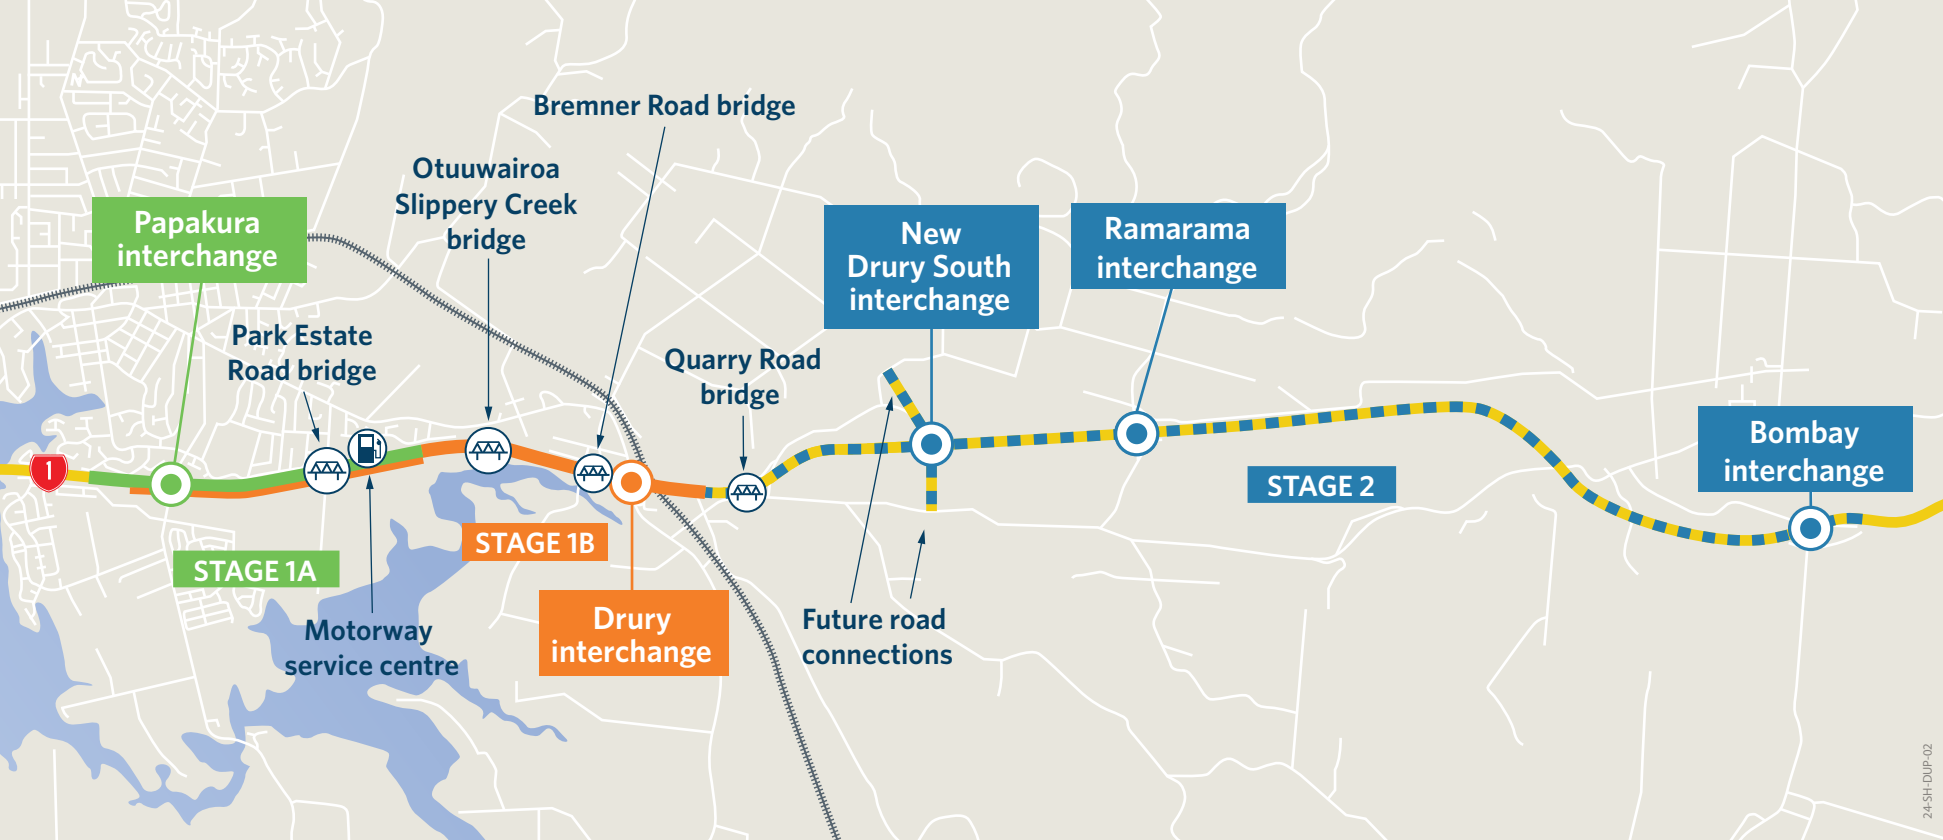 Bremner Road bridge
Otuuwairoa
Slippery Creek
bridge
Papakura
interchange
New
Drury South
interchange
Ramarama
interchange
Park Estate
Road bridge
Quarry Road
bridge
Bombay
interchange
1
STAGE 2
STAGE 1B
STAGE 1A
Drury
interchange
Motorway
service centre
Future road
connections
24-SH-DUP-02